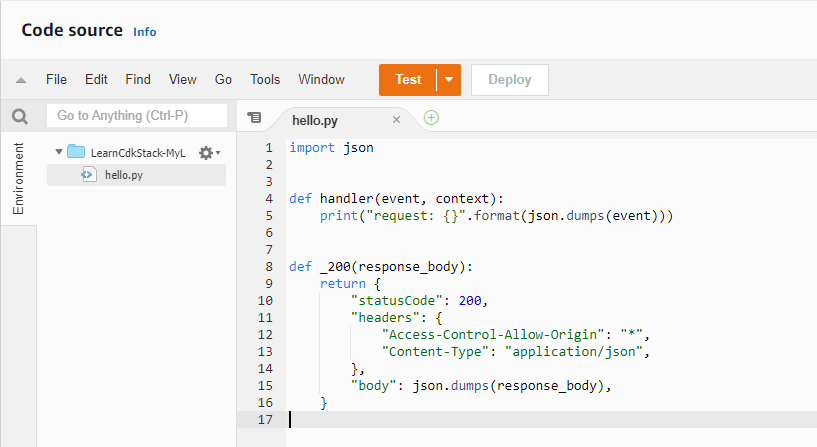 Code source Info
File Edit Find View Go Tools Window Test Deploy
Go to Anything (Ctrl-P)
Environment
LearnCdkStack-MyL
hello.py
hello.py
1 import json
2
3
4 def handler(event, context):
5     print("request: {}".format(json.dumps(event)))
6
7
8 def _200(response_body):
9     return {
10         "statusCode": 200,
11         "headers": {
12             "Access-Control-Allow-Origin": "*",
13             "Content-Type": "application/json",
14         },
15         "body": json.dumps(response_body),
16     }
17